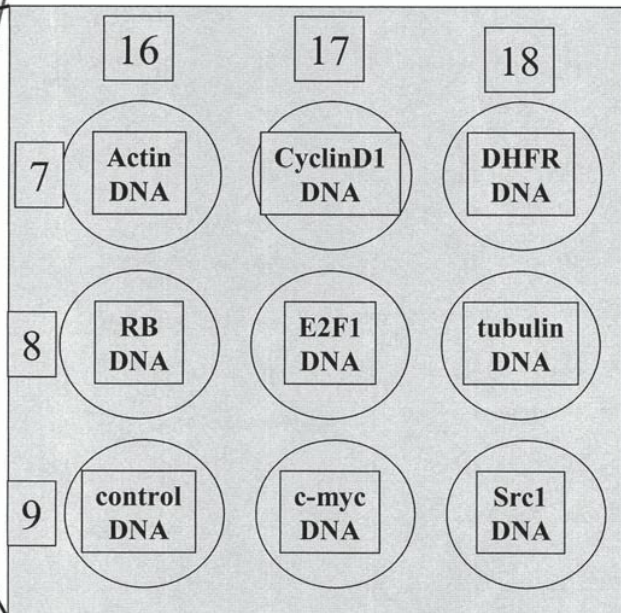 16 17 18
7 Actin DNA CyclinD1 DNA DHFR DNA
8 RB DNA E2F1 DNA tubulin DNA
9 control DNA c-myc DNA Src1 DNA